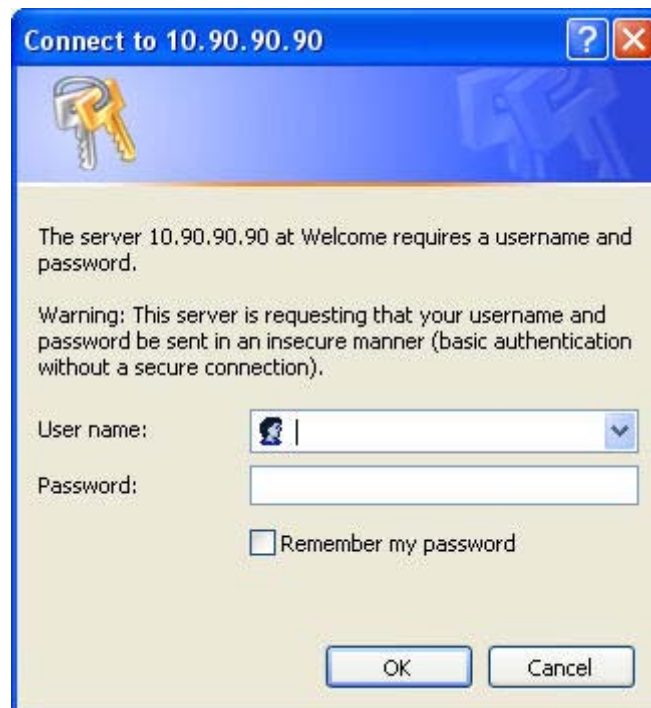 Connect to 10.90.90.90
The server 10.90.90.90 at Welcome requires a username and
password.
Warning: This server is requesting that your username and
password be sent in an insecure manner (basic authentication
without a secure connection).
User name:
Password:
Remember my password
OK
Cancel